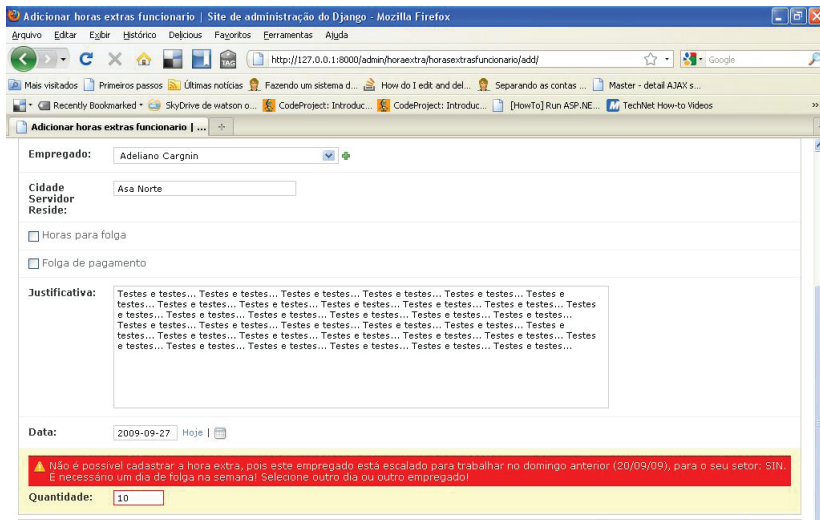 Adicionar horas extras funcionario | Site de administração do Django - Mozilla Firefox
Arquivo Editar Exibir Histórico Delicious Favoritos Ferramentas Ajuda
TAG http://127.0.0.1:8000/admin/horaextra/horasextrasfuncionario/add/ Google
Mais visitados Primeiros passos Últimas notícias Fazendo um sistema d... How do I edit and del... Separando as contas ... Master - detail AJAX s...
Recently Bookmarked SkyDrive de watson o... CodeProject: Introduc... CodeProject: Introduc... [HowTo] Run ASP.NE... TechNet How-to Videos »
Adicionar horas extras funcionario | ...
Empregado: Adeliano Cargnin
Cidade
Servidor
Reside: Asa Norte
Horas para folga
Folga de pagamento
Justificativa:
Testes e testes... Testes e testes... Testes e testes... Testes e testes... Testes e testes... Testes e
testes... Testes e testes... Testes e testes... Testes e testes... Testes e testes... Testes e testes... Testes
e testes... Testes e testes... Testes e testes... Testes e testes... Testes e testes... Testes e testes...
Testes e testes... Testes e testes... Testes e testes... Testes e testes... Testes e testes... Testes e
testes... Testes e testes... Testes e testes... Testes e testes... Testes e testes... Testes e testes... Testes
e testes... Testes e testes... Testes e testes... Testes e testes... Testes e testes... Testes e testes...
Data: 2009-09-27 Hoje |
Não é possível cadastrar a hora extra, pois este empregado está escalado para trabalhar no domingo anterior (20/09/09), para o seu setor: SIN.
É necessário um dia de folga na semana! Selecione outro dia ou outro empregado!
Quantidade: 10